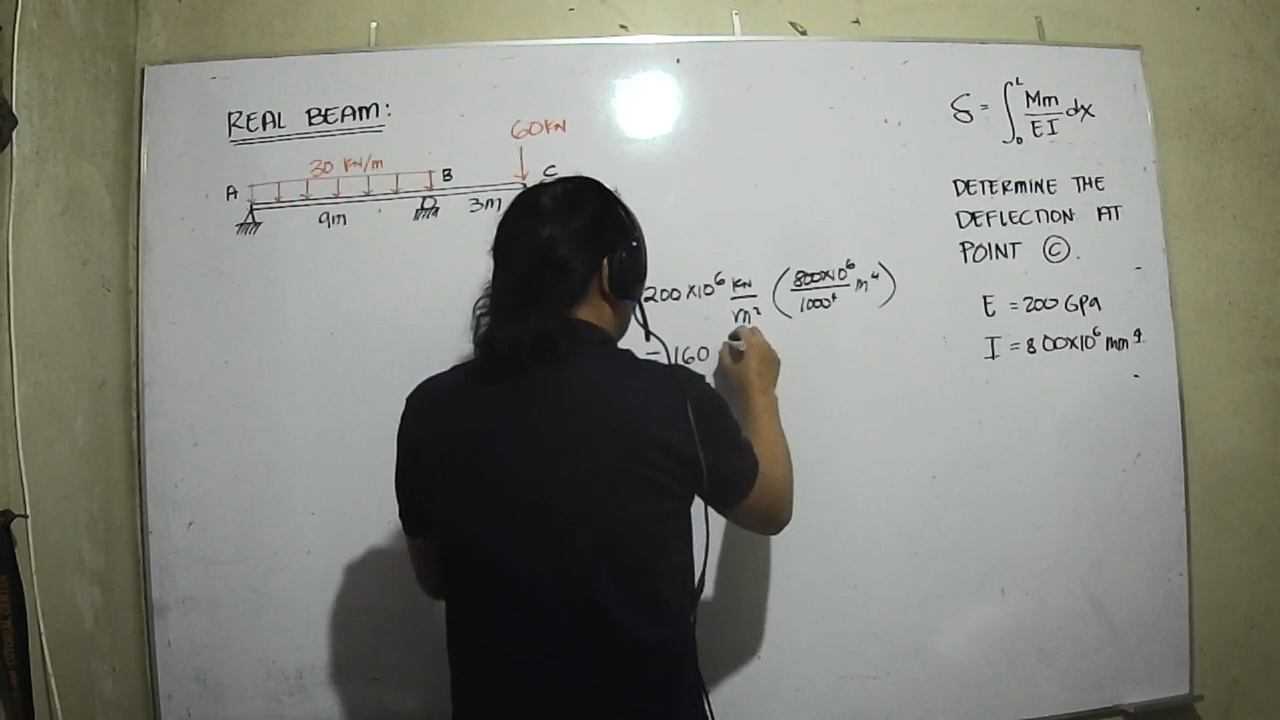 REAL BEAM:
60KN
30 KN/m
A B C
9m 3m
200×10⁶ KN/m² (800×10⁶/1000⁴ m⁴)
= 160
δ = ∫₀ᴸ Mm/EI dx
DETERMINE THE
DEFLECTION AT
POINT Ⓒ.
E = 200 GPa
I = 800×10⁶ mm⁴